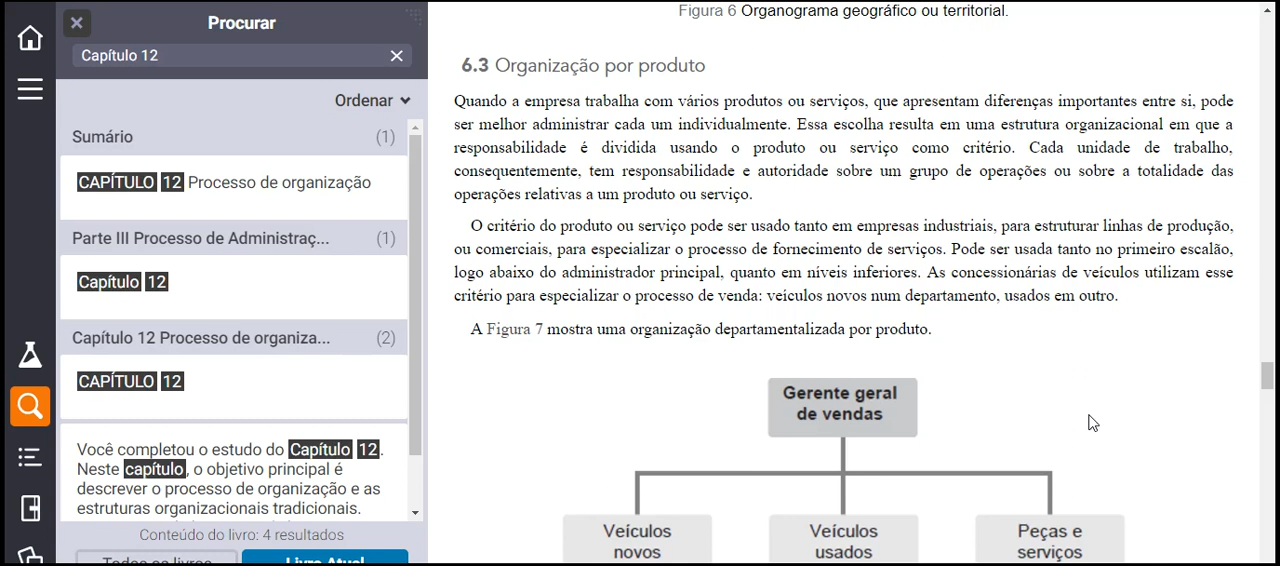 Procurar
Capítulo 12
Ordenar
Sumário (1)
CAPÍTULO 12 Processo de organização
Parte III Processo de Administraç... (1)
Capítulo 12
Capítulo 12 Processo de organiza... (2)
CAPÍTULO 12
Você completou o estudo do Capítulo 12.
Neste capítulo, o objetivo principal é
descrever o processo de organização e as
estruturas organizacionais tradicionais.
Conteúdo do livro: 4 resultados
Todos os livros
Livro Atual
Figura 6 Organograma geográfico ou territorial.
6.3 Organização por produto
Quando a empresa trabalha com vários produtos ou serviços, que apresentam diferenças importantes entre si, pode
ser melhor administrar cada um individualmente. Essa escolha resulta em uma estrutura organizacional em que a
responsabilidade é dividida usando o produto ou serviço como critério. Cada unidade de trabalho,
consequentemente, tem responsabilidade e autoridade sobre um grupo de operações ou sobre a totalidade das
operações relativas a um produto ou serviço.
O critério do produto ou serviço pode ser usado tanto em empresas industriais, para estruturar linhas de produção,
ou comerciais, para especializar o processo de fornecimento de serviços. Pode ser usada tanto no primeiro escalão,
logo abaixo do administrador principal, quanto em níveis inferiores. As concessionárias de veículos utilizam esse
critério para especializar o processo de venda: veículos novos num departamento, usados em outro.
A Figura 7 mostra uma organização departamentalizada por produto.
Gerente geral
de vendas
Veículos
novos
Veículos
usados
Peças e
serviços